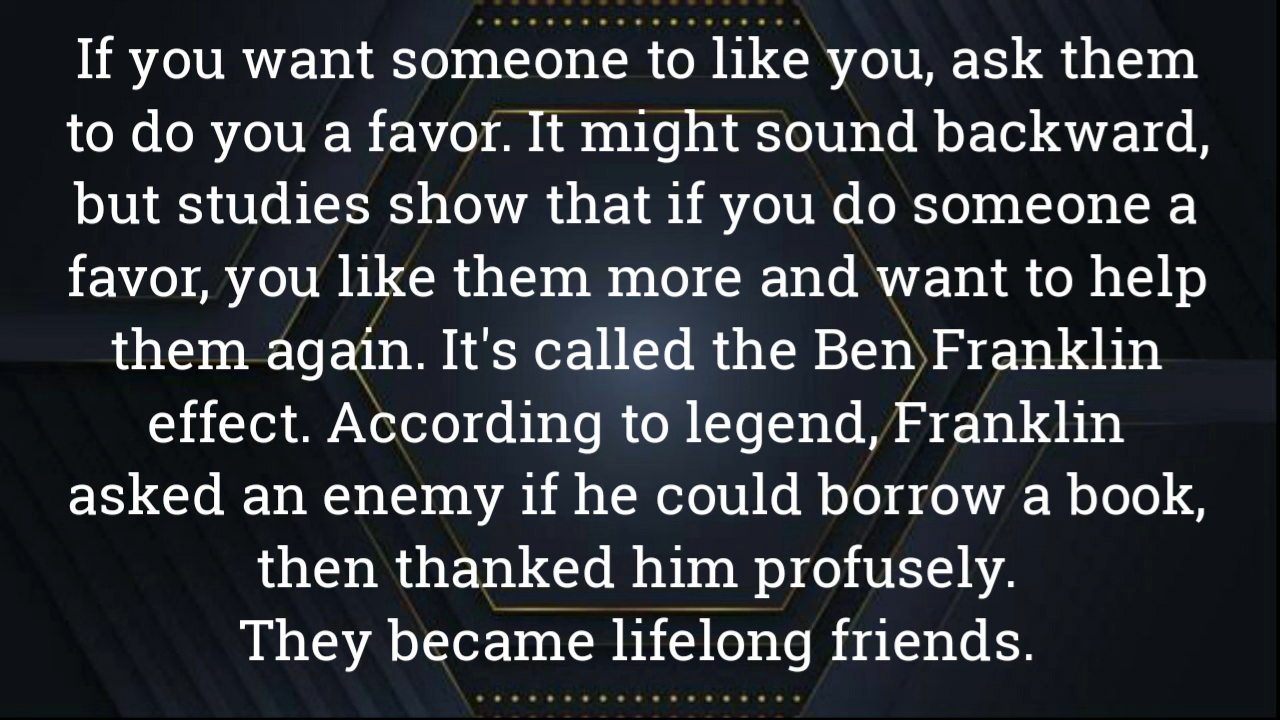 If you want someone to like you, ask them
to do you a favor. It might sound backward,
but studies show that if you do someone a
favor, you like them more and want to help
them again. It's called the Ben Franklin
effect. According to legend, Franklin
asked an enemy if he could borrow a book,
then thanked him profusely.
They became lifelong friends.